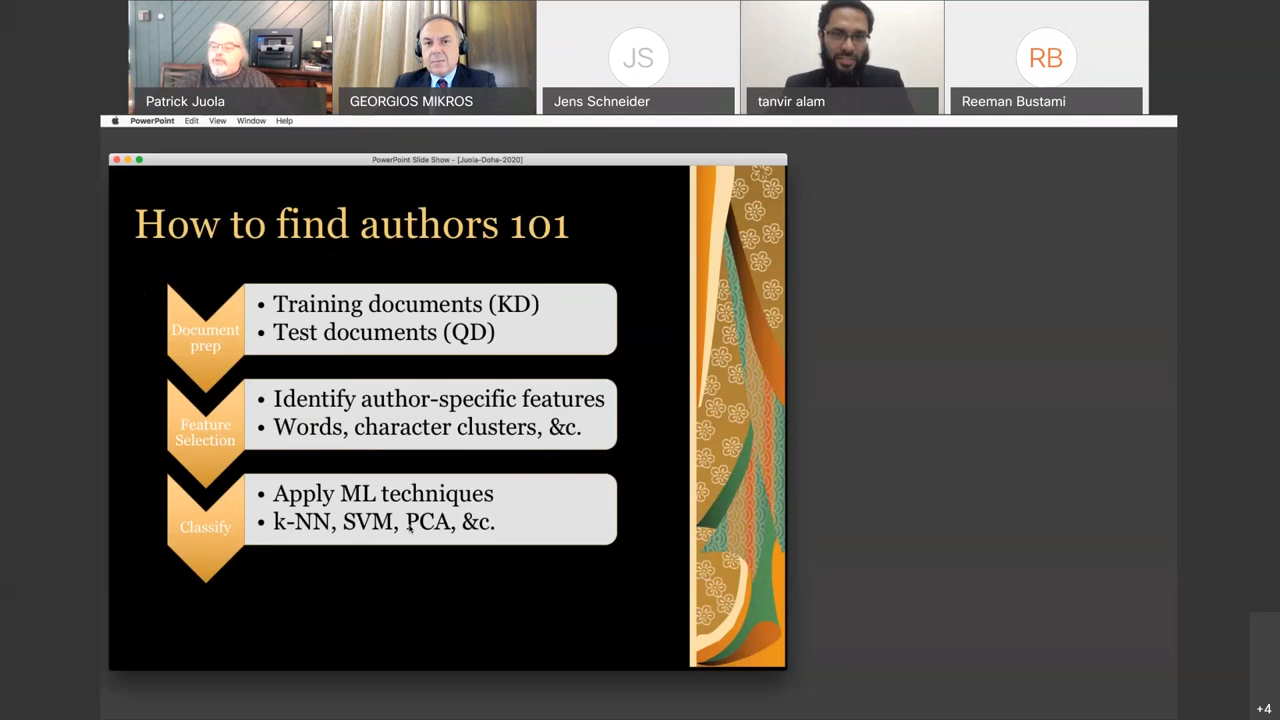 Patrick Juola
GEORGIOS MIKROS
JS
Jens Schneider
tanvir alam
RB
Reeman Bustami
PowerPoint Edit View Window Help
PowerPoint Slide Show - [Juola-Doha-2020]
How to find authors 101
Document
prep
• Training documents (KD)
• Test documents (QD)
Feature
Selection
• Identify author-specific features
• Words, character clusters, &c.
Classify
• Apply ML techniques
• k-NN, SVM, PCA, &c.
+4